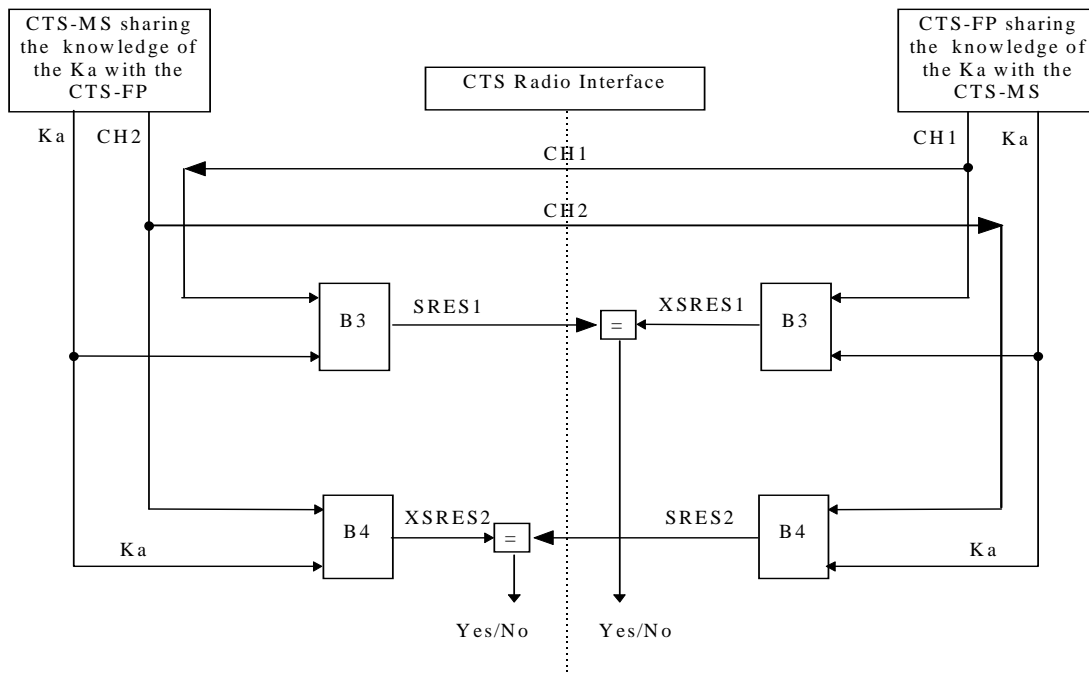 CTS-MS sharing
the knowledge of
the Ka with the
CTS-FP
CTS-FP sharing
the knowledge of
the Ka with the
CTS-MS
CTS Radio Interface
Ka
CH2
CH1
Ka
CH1
CH2
B3
SRES1
=
XSRES1
B3
B4
XSRES2
=
SRES2
B4
Ka
Ka
Yes/No
Yes/No